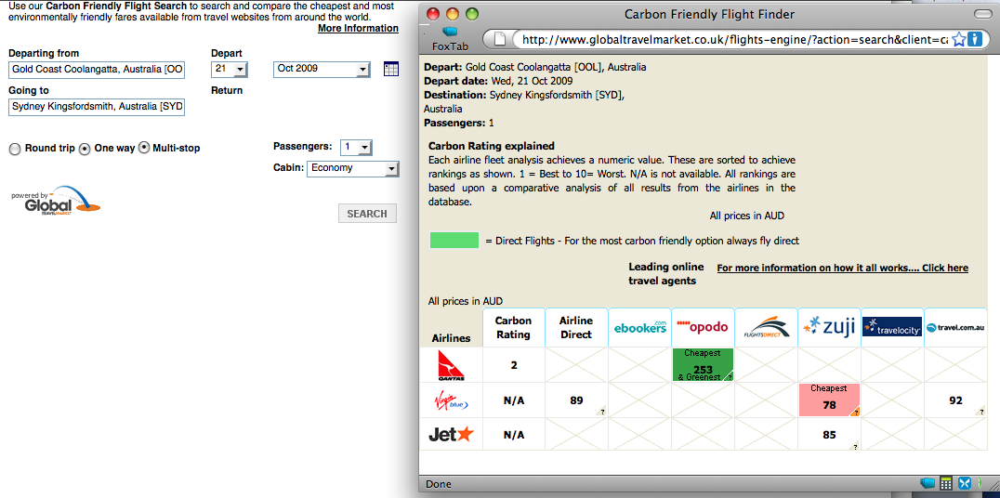 Use our Carbon Friendly Flight Search to search and compare the cheapest and most
environmentally friendly fares available from travel websites from around the world.
More Information
Departing from
Depart
Gold Coast Coolangatta, Australia [OO
21
Oct 2009
Going to
Return
Sydney Kingsfordsmith, Australia [SYD
Round trip
One way
Multi-stop
Passengers:
1
Cabin:
Economy
powered by
Global
TRAVELMARKET
SEARCH
Carbon Friendly Flight Finder
FoxTab
http://www.globaltravelmarket.co.uk/flights-engine/?action=search&client=ca
Depart: Gold Coast Coolangatta [OOL], Australia
Depart date: Wed, 21 Oct 2009
Destination: Sydney Kingsfordsmith [SYD],
Australia
Passengers: 1
Carbon Rating explained
Each airline fleet analysis achieves a numeric value. These are sorted to achieve
rankings as shown. 1 = Best to 10= Worst. N/A is not available. All rankings are
based upon a comparative analysis of all results from the airlines in the
database.
All prices in AUD
= Direct Flights - For the most carbon friendly option always fly direct
Leading online
travel agents
For more information on how it all works.... Click here
All prices in AUD
Airlines
Carbon
Rating
Airline
Direct
ebookers.com
opodo
FLIGHTSDIRECT
zuji
travelocity
travel.com.au
QANTAS
2
Cheapest
253
& Greenest
?
Virgin blue
N/A
89
?
Cheapest
78
?
92
?
Jet
N/A
85
?
Done